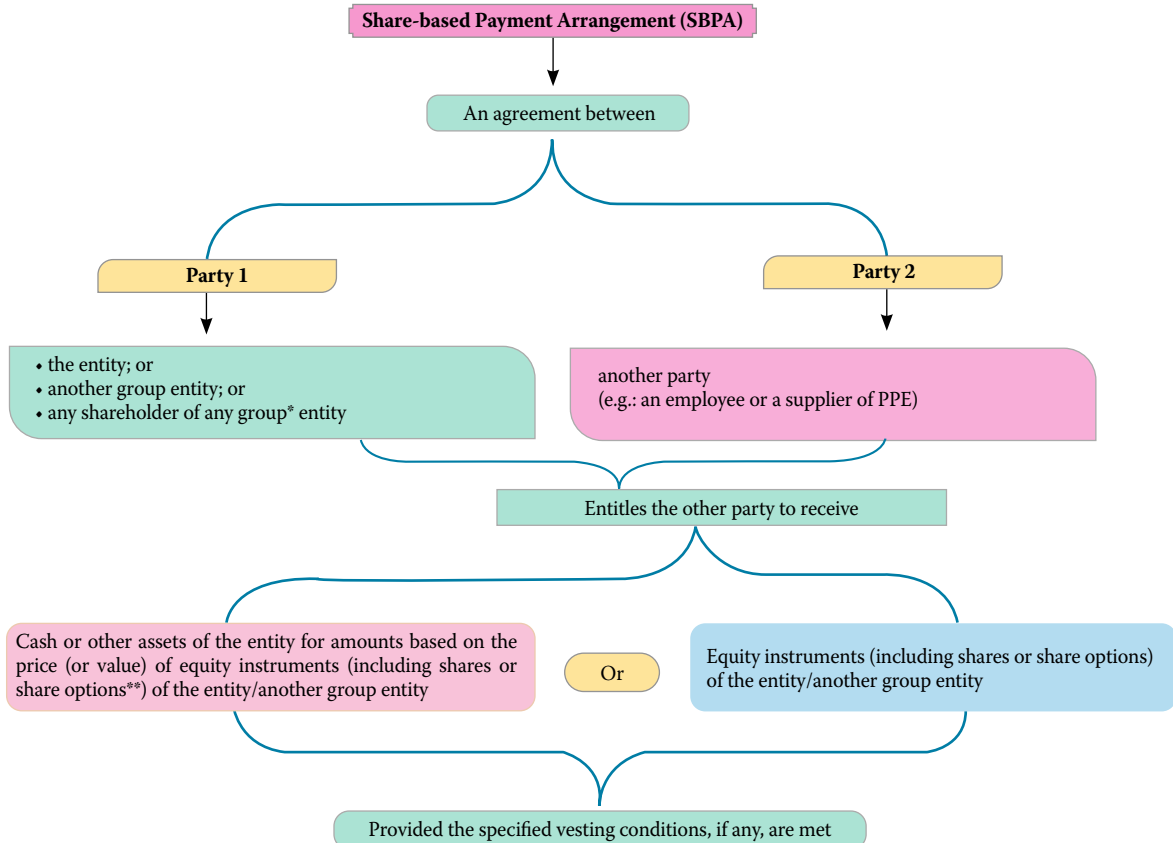 Share-based Payment Arrangement (SBPA)
An agreement between
Party 1
Party 2
• the entity; or
• another group entity; or
• any shareholder of any group* entity
another party
(e.g.: an employee or a supplier of PPE)
Entitles the other party to receive
Cash or other assets of the entity for amounts based on the
price (or value) of equity instruments (including shares or
share options**) of the entity/another group entity
Or
Equity instruments (including shares or share options)
of the entity/another group entity
Provided the specified vesting conditions, if any, are met